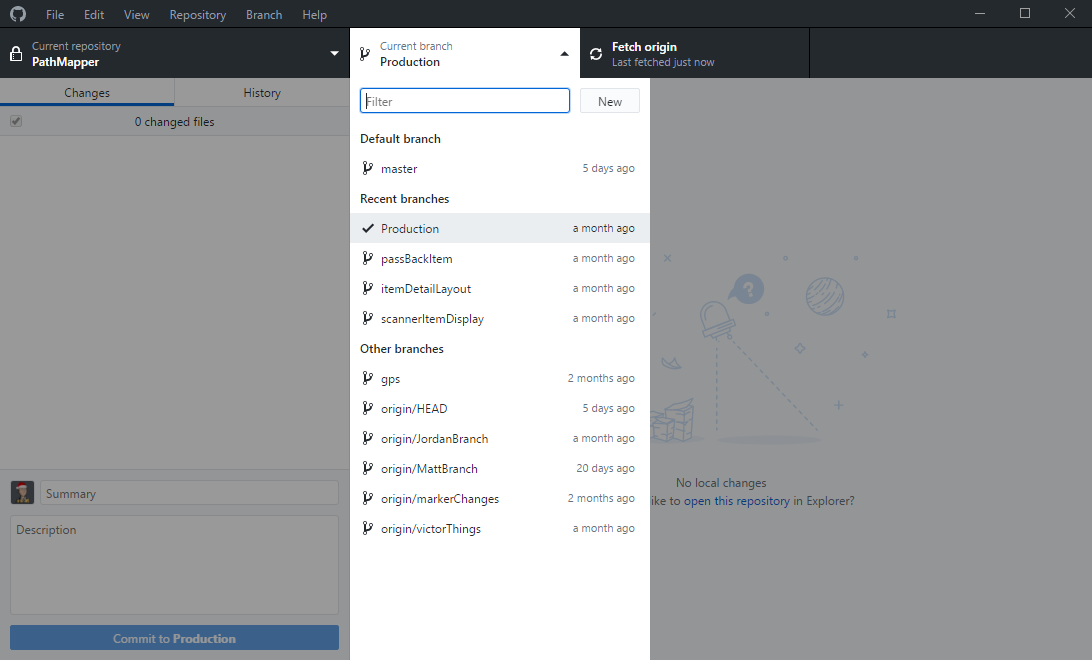 File Edit View Repository Branch Help
Current repository
PathMapper
Current branch
Production
Fetch origin
Last fetched just now
Changes History
0 changed files
Filter New
Default branch
master 5 days ago
Recent branches
Production a month ago
passBackItem a month ago
itemDetailLayout a month ago
scannerItemDisplay a month ago
Other branches
gps 2 months ago
origin/HEAD 5 days ago
origin/JordanBranch a month ago
origin/MattBranch 20 days ago
origin/markerChanges 2 months ago
origin/victorThings a month ago
?
No local changes
like to open this repository in Explorer?
Summary
Description
Commit to Production